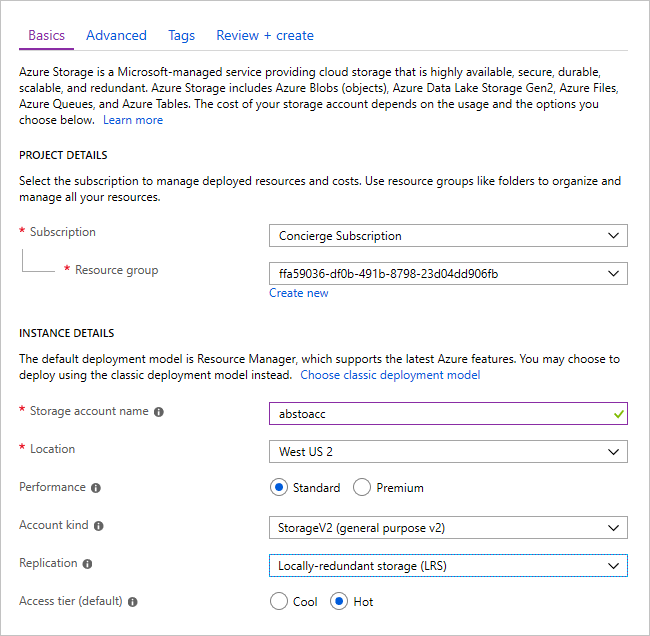 Basics Advanced Tags Review + create
Azure Storage is a Microsoft-managed service providing cloud storage that is highly available, secure, durable,
scalable, and redundant. Azure Storage includes Azure Blobs (objects), Azure Data Lake Storage Gen2, Azure Files,
Azure Queues, and Azure Tables. The cost of your storage account depends on the usage and the options you
choose below. Learn more
PROJECT DETAILS
Select the subscription to manage deployed resources and costs. Use resource groups like folders to organize and
manage all your resources.
* Subscription Concierge Subscription
* Resource group ffa59036-df0b-491b-8798-23d04dd906fb
Create new
INSTANCE DETAILS
The default deployment model is Resource Manager, which supports the latest Azure features. You may choose to
deploy using the classic deployment model instead. Choose classic deployment model
* Storage account name abstoacc
* Location West US 2
Performance Standard Premium
Account kind StorageV2 (general purpose v2)
Replication Locally-redundant storage (LRS)
Access tier (default) Cool Hot